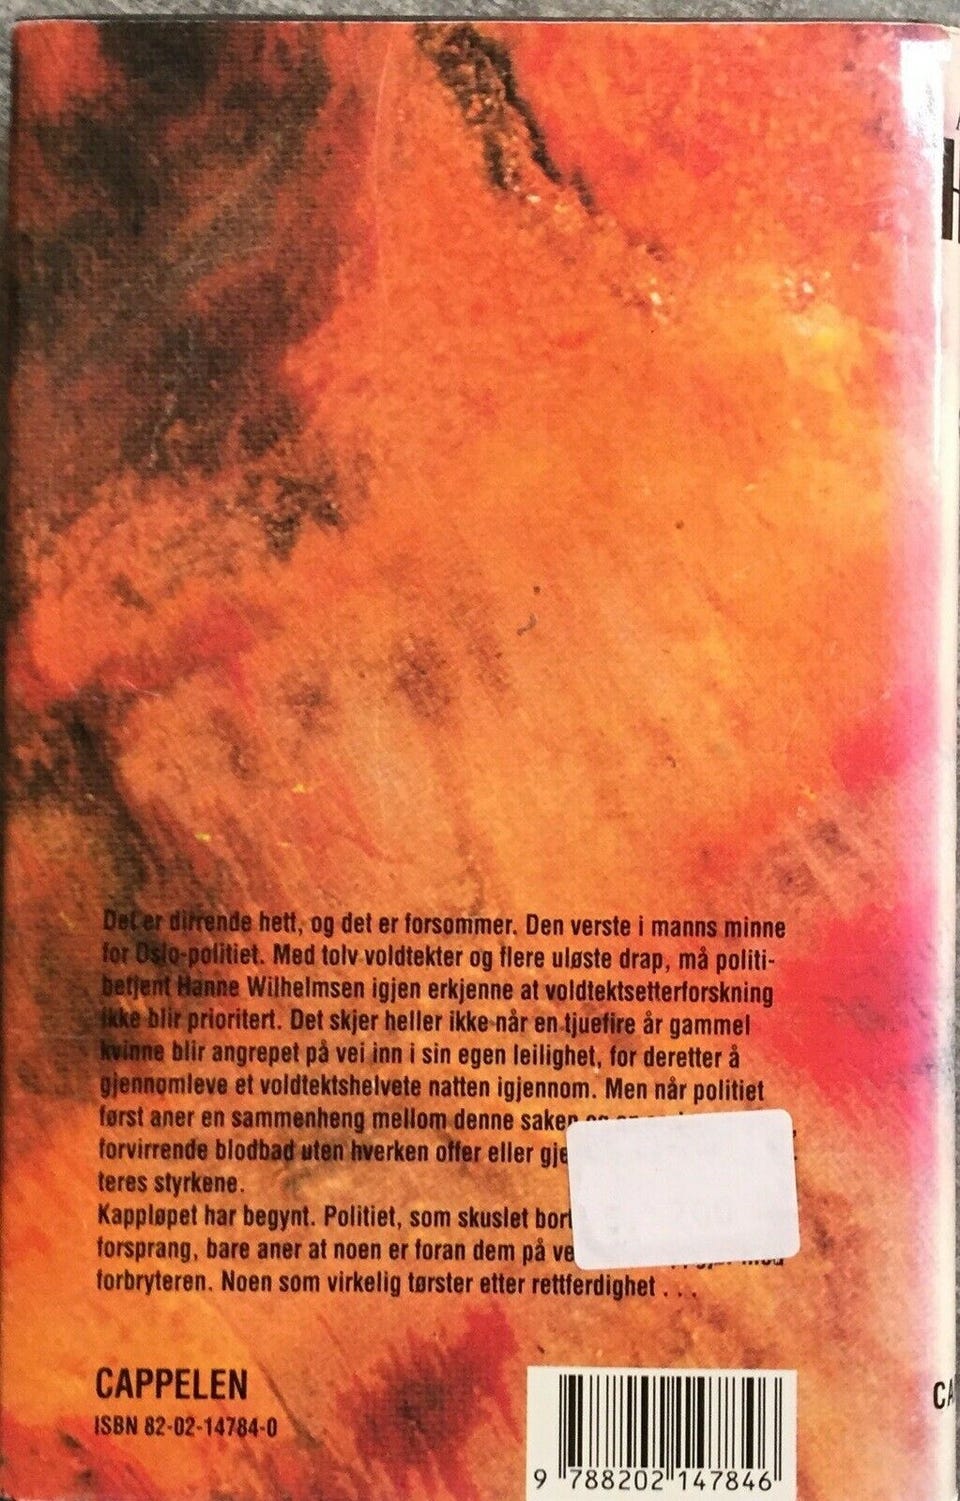 Det er dirrende hett, og det er forsommer. Den verste i manns minne
for Oslo-politiet. Med tolv voldtekter og flere uløste drap, må politi-
betjent Hanne Wilhelmsen igjen erkjenne at voldtektsetterforskning
ikke blir prioritert. Det skjer heller ikke når en tjuefire år gammel
kvinne blir angrepet på vei inn i sin egen leilighet, for deretter å
gjennomleve et voldtektshelvete natten igjennom. Men når politiet
først aner en sammenheng mellom denne saken
forvirrende blodbad uten hverken offer eller
teres styrkene.
Kappløpet har begynt. Politiet, som skuslet
forsprang, bare aner at noen er foran dem på
forbryteren. Noen som virkelig tørster etter rettferdighet . . .
CAPPELEN
ISBN 82-02-14784-0
9 788202 147846